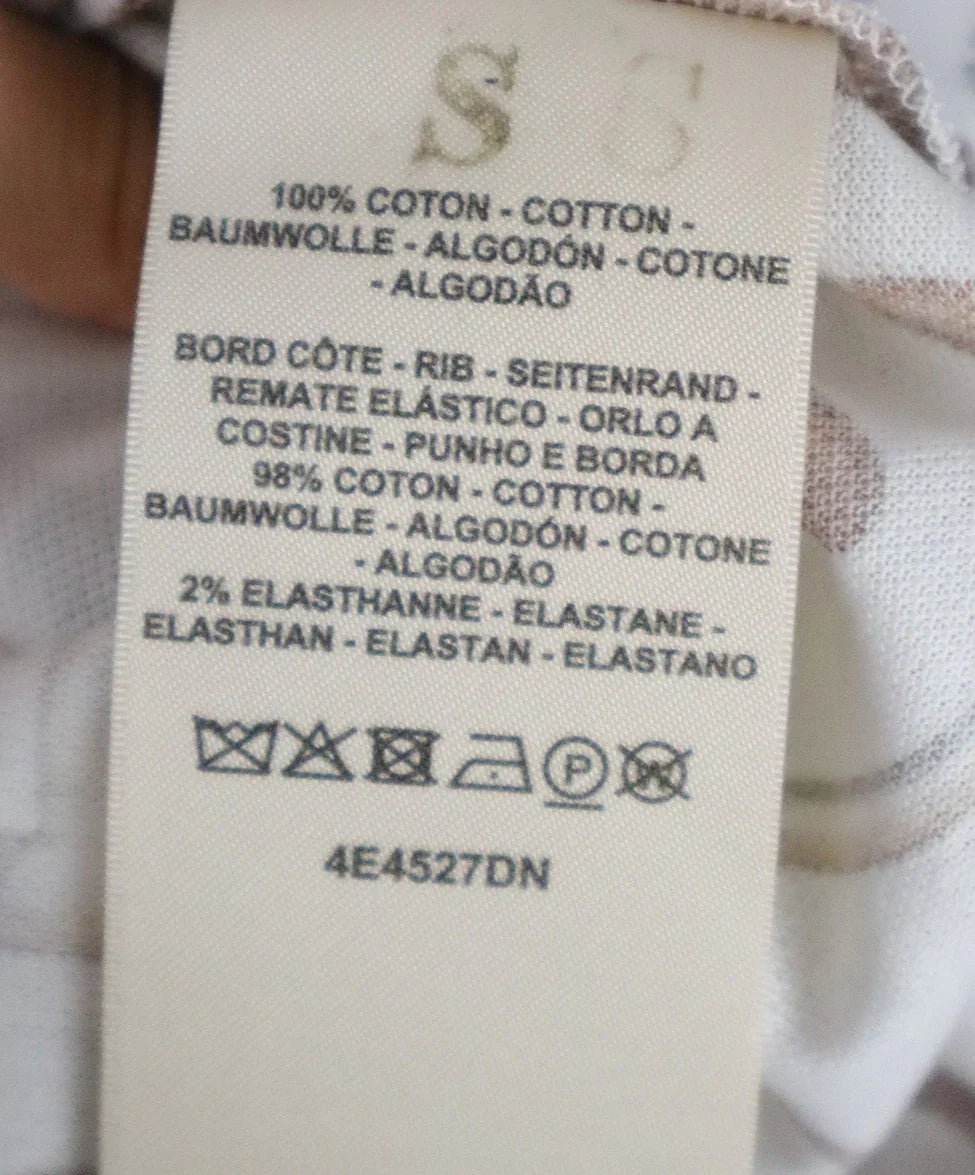 S S
100% COTON - COTTON -
BAUMWOLLE - ALGODÓN - COTONE
- ALGODÃO
BORD CÔTE - RIB - SEITENRAND -
REMATE ELÁSTICO - ORLO A
COSTINE - PUNHO E BORDA
98% COTON - COTTON -
BAUMWOLLE - ALGODÓN - COTONE
- ALGODÃO
2% ELASTHANNE - ELASTANE -
ELASTHAN - ELASTAN - ELASTANO
P W
4E4527DN